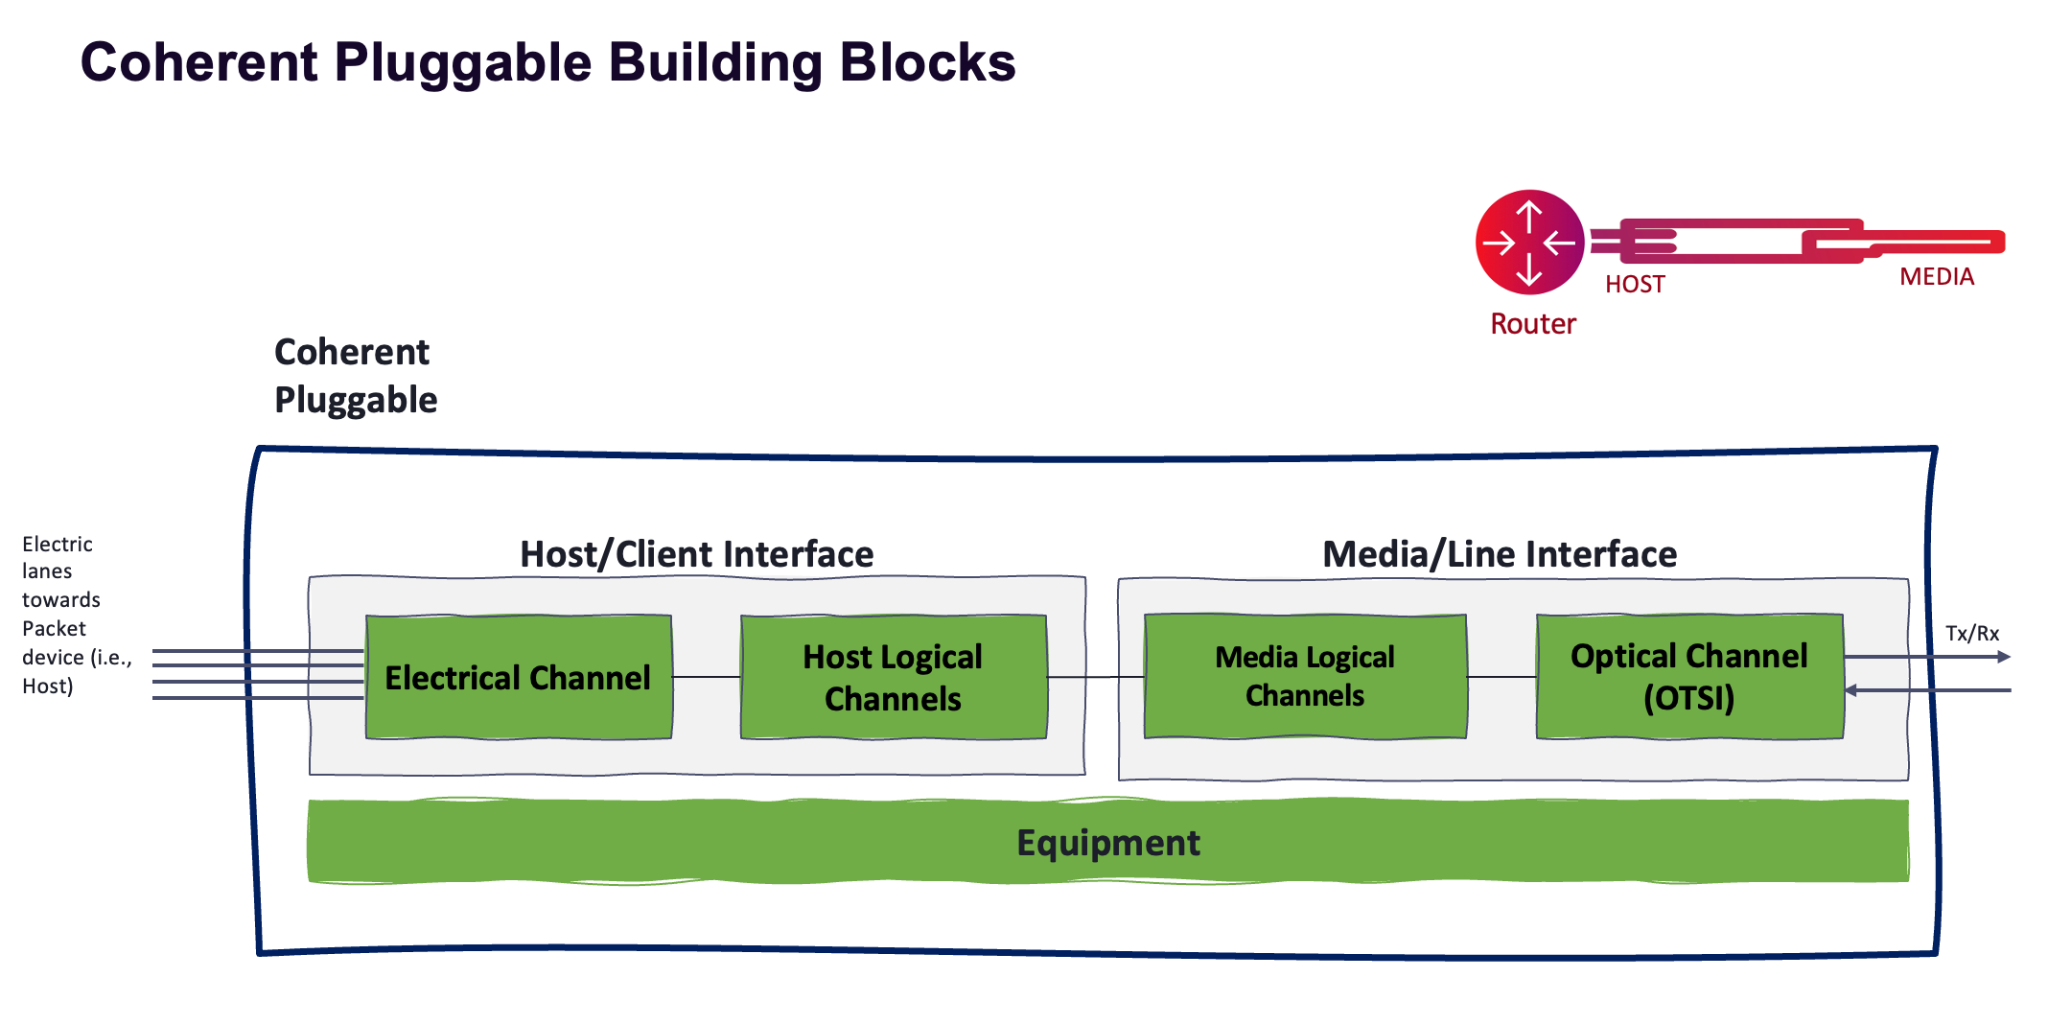 Coherent Pluggable Building Blocks
HOST
MEDIA
Router
Coherent
Pluggable
Electric
lanes
towards
Packet
device (i.e.,
Host)
Host/Client Interface
Media/Line Interface
Electrical Channel
Host Logical
Channels
Media Logical
Channels
Optical Channel
(OTSI)
Tx/Rx
Equipment